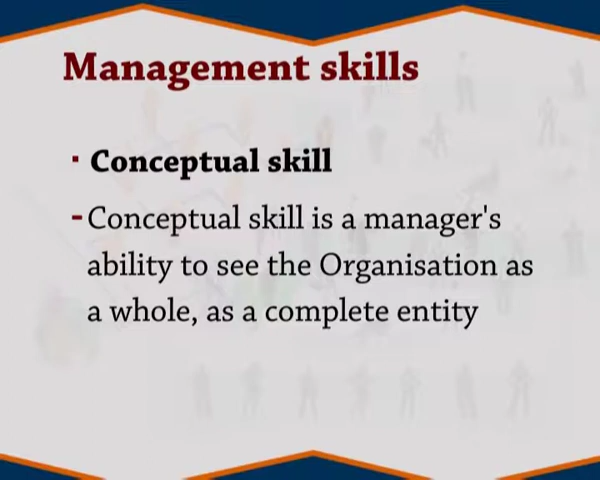 Management skills
▪ Conceptual skill
- Conceptual skill is a manager's
ability to see the Organisation as
a whole, as a complete entity